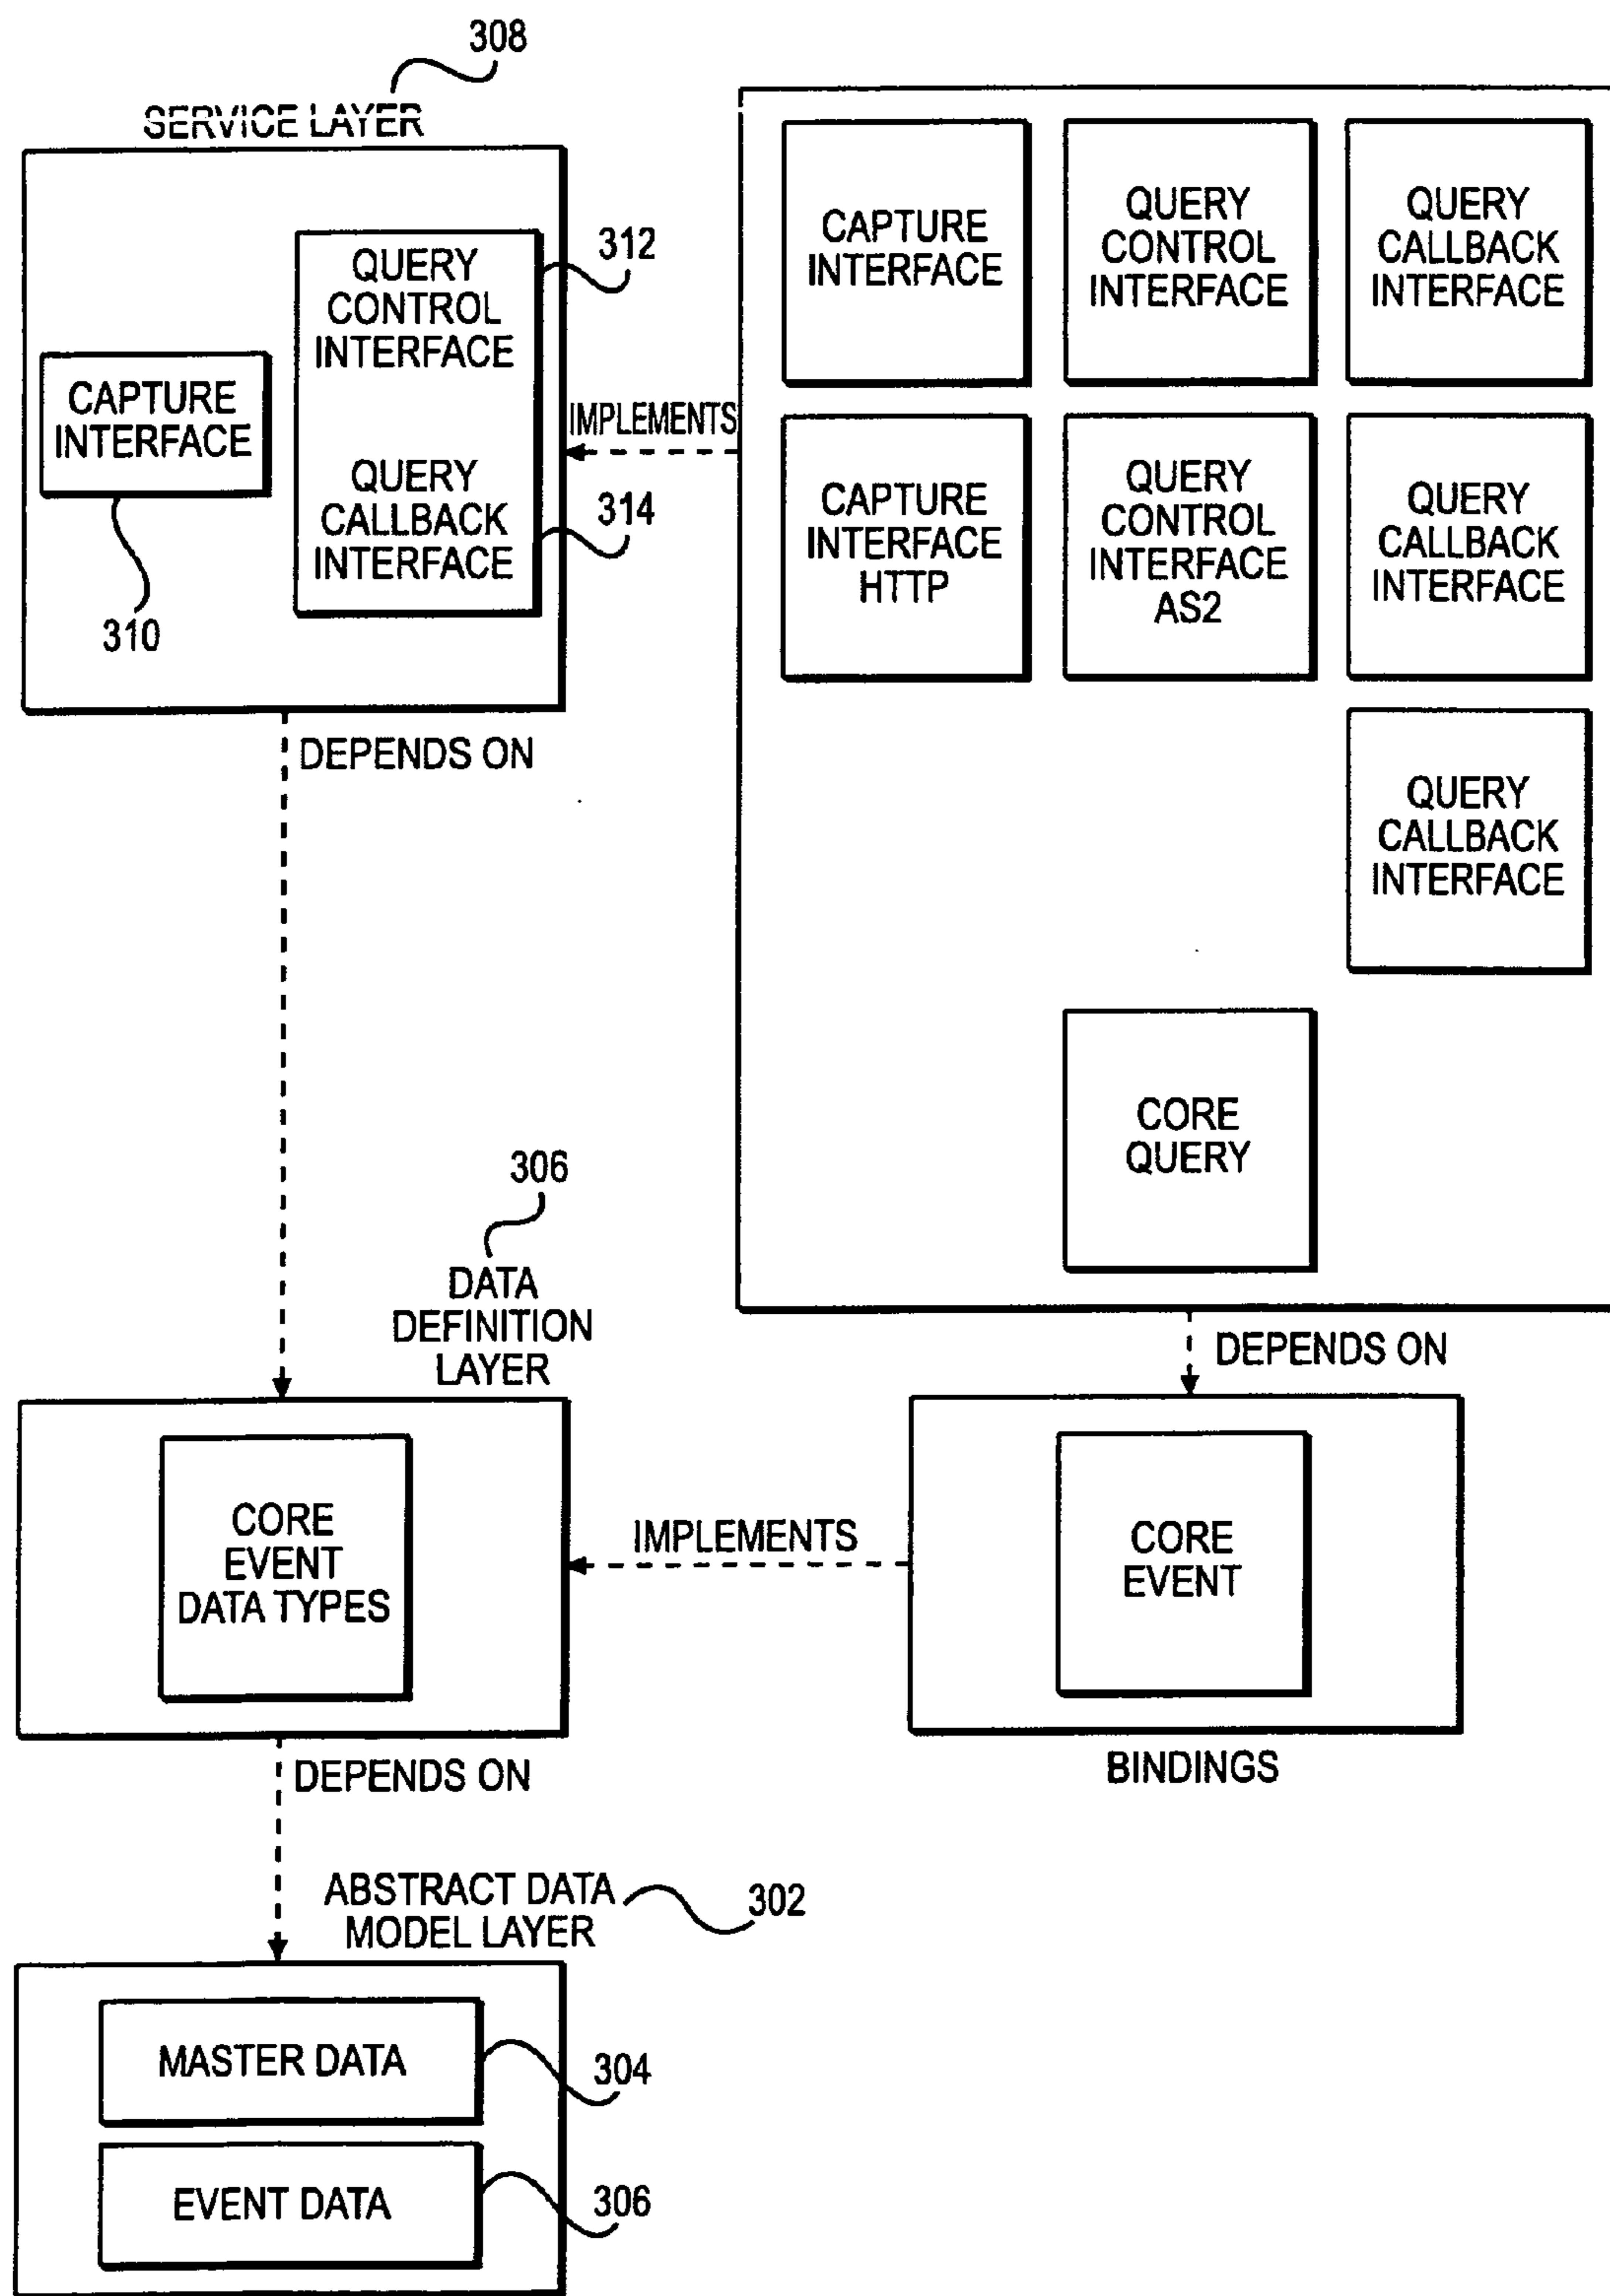 308
SERVICE LAYER
CAPTURE
INTERFACE
310
QUERY
CONTROL
INTERFACE
312
QUERY
CALLBACK
INTERFACE
314
IMPLEMENTS
CAPTURE
INTERFACE
QUERY
CONTROL
INTERFACE
QUERY
CALLBACK
INTERFACE
CAPTURE
INTERFACE
HTTP
QUERY
CONTROL
INTERFACE
AS2
QUERY
CALLBACK
INTERFACE
QUERY
CALLBACK
INTERFACE
CORE
QUERY
DEPENDS ON
306
DATA
DEFINITION
LAYER
DEPENDS ON
CORE
EVENT
DATA TYPES
IMPLEMENTS
CORE
EVENT
BINDINGS
DEPENDS ON
ABSTRACT DATA
MODEL LAYER
302
MASTER DATA
304
EVENT DATA
306